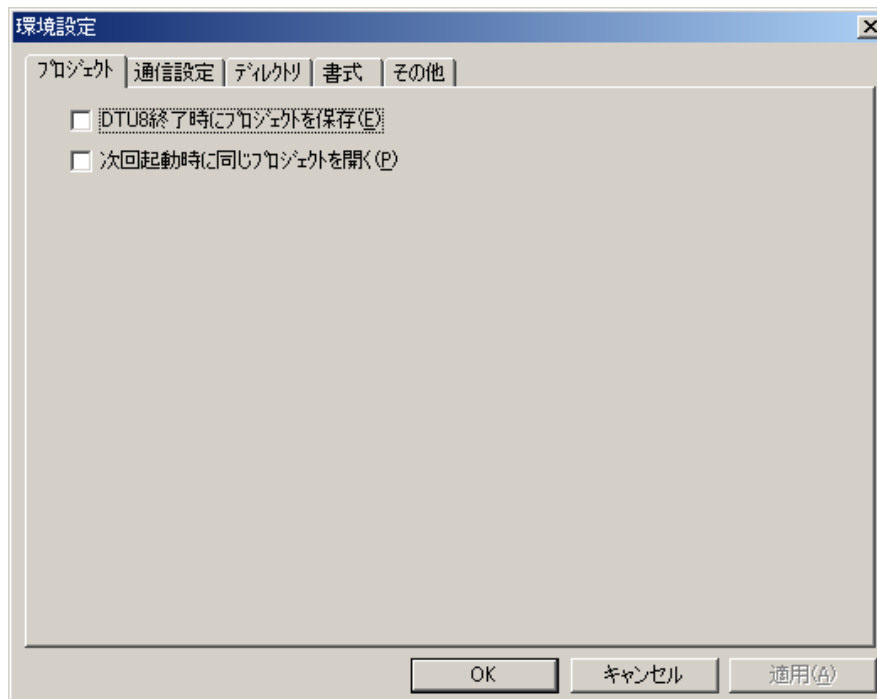 環境設定
ﾌﾟﾛｼﾞｪｸﾄ 通信設定 ﾃﾞｨﾚｸﾄﾘ 書式 その他
DTU8終了時にﾌﾟﾛｼﾞｪｸﾄを保存(E)
次回起動時に同じﾌﾟﾛｼﾞｪｸﾄを開く(P)
OK キャンセル 適用(A)